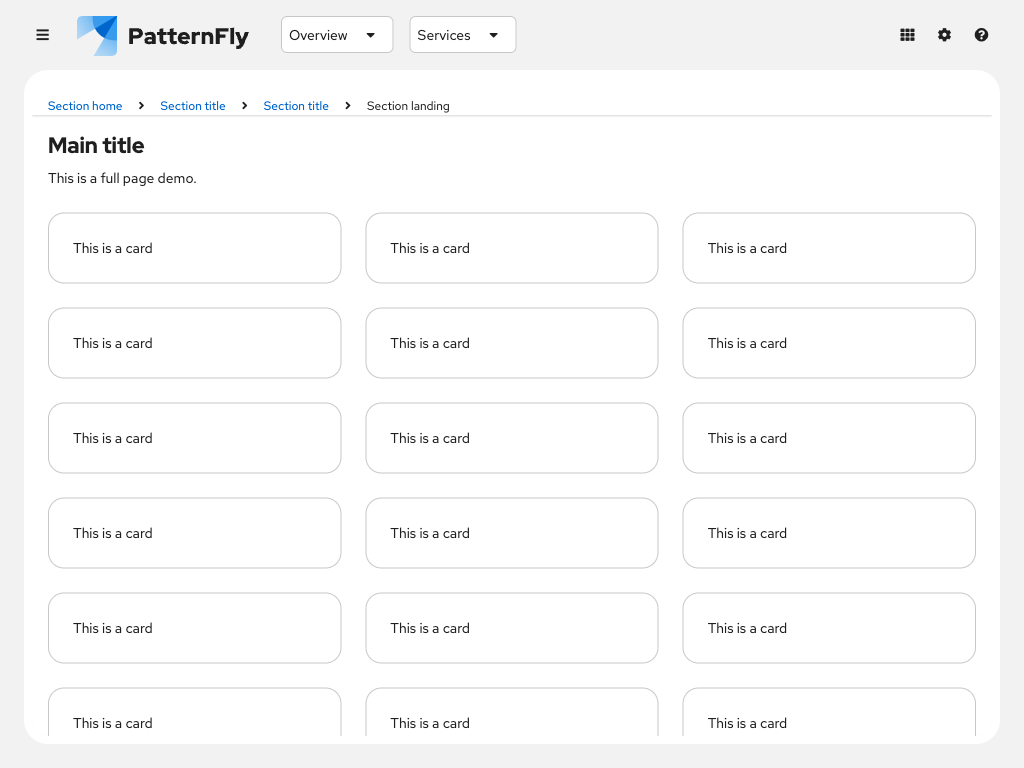 PatternFly Overview Services
Section home Section title Section title Section landing
Main title
This is a full page demo.
This is a card This is a card This is a card
This is a card This is a card This is a card
This is a card This is a card This is a card
This is a card This is a card This is a card
This is a card This is a card This is a card
This is a card This is a card This is a card